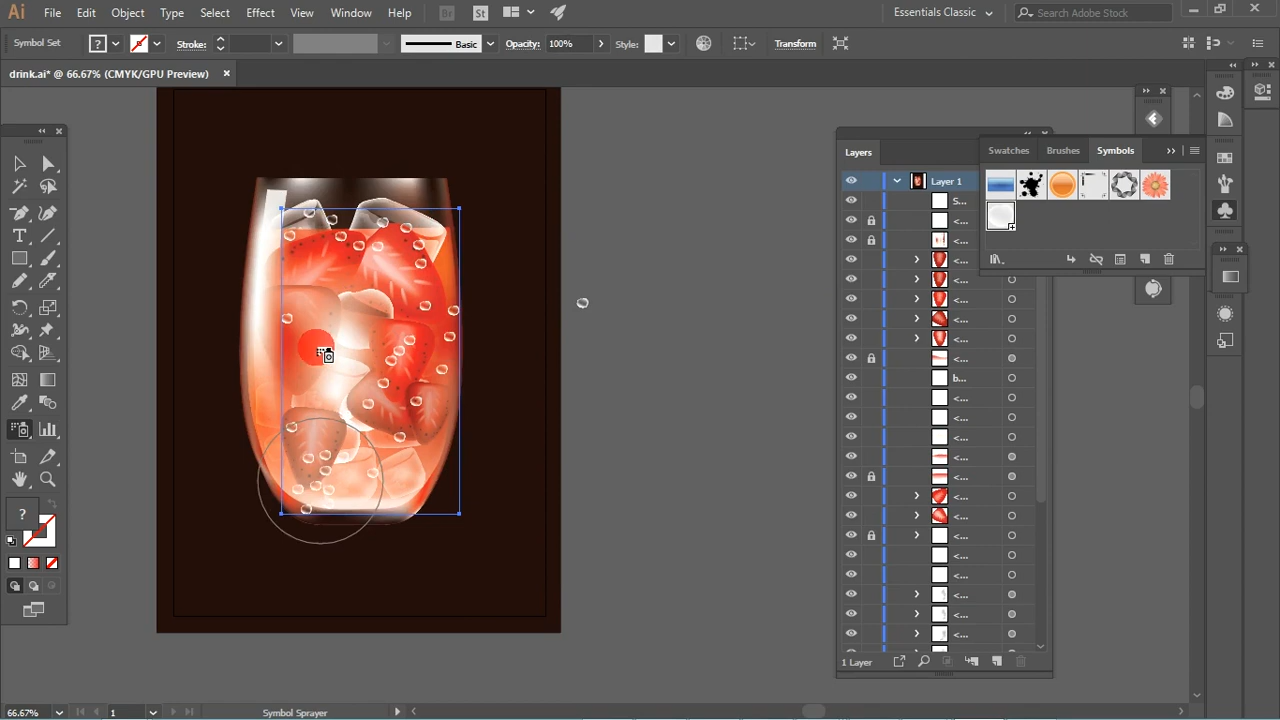 Ai File Edit Object Type Select Effect View Window Help Br St Essentials Classic Search Adobe Stock
Symbol Set ? Stroke: Basic Opacity: 100% Style: Transform
drink.ai* @ 66.67% (CMYK/GPU Preview)
Layers
Swatches Brushes Symbols
Layer 1
S...
<...
<...
<...
<...
<...
<...
<...
<...
b...
<...
<...
<...
<...
<...
<...
<...
<...
<...
<...
<...
<...
<...
T
?
1 Layer
66.67% 1 Symbol Sprayer